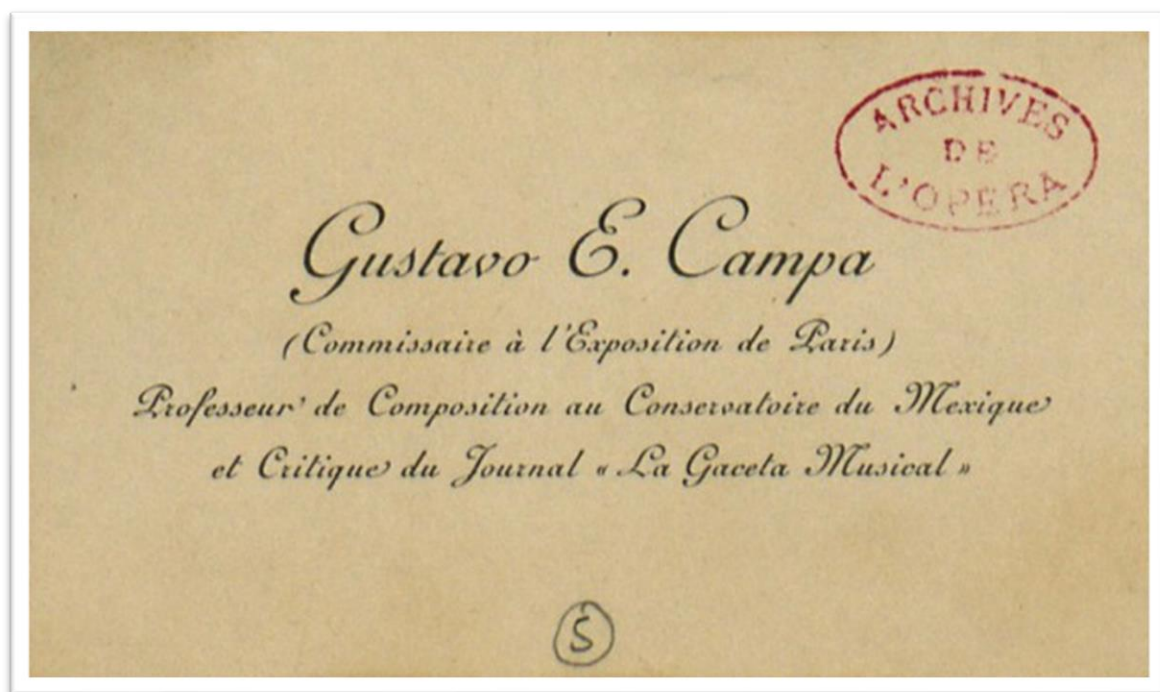 ARCHIVES
DE
L'OPERA
Gustavo E. Campa
(Commissaire à l'Exposition de Paris)
Professeur de Composition au Conservatoire du Mexique
et Critique du Journal « La Gaceta Musical »
5